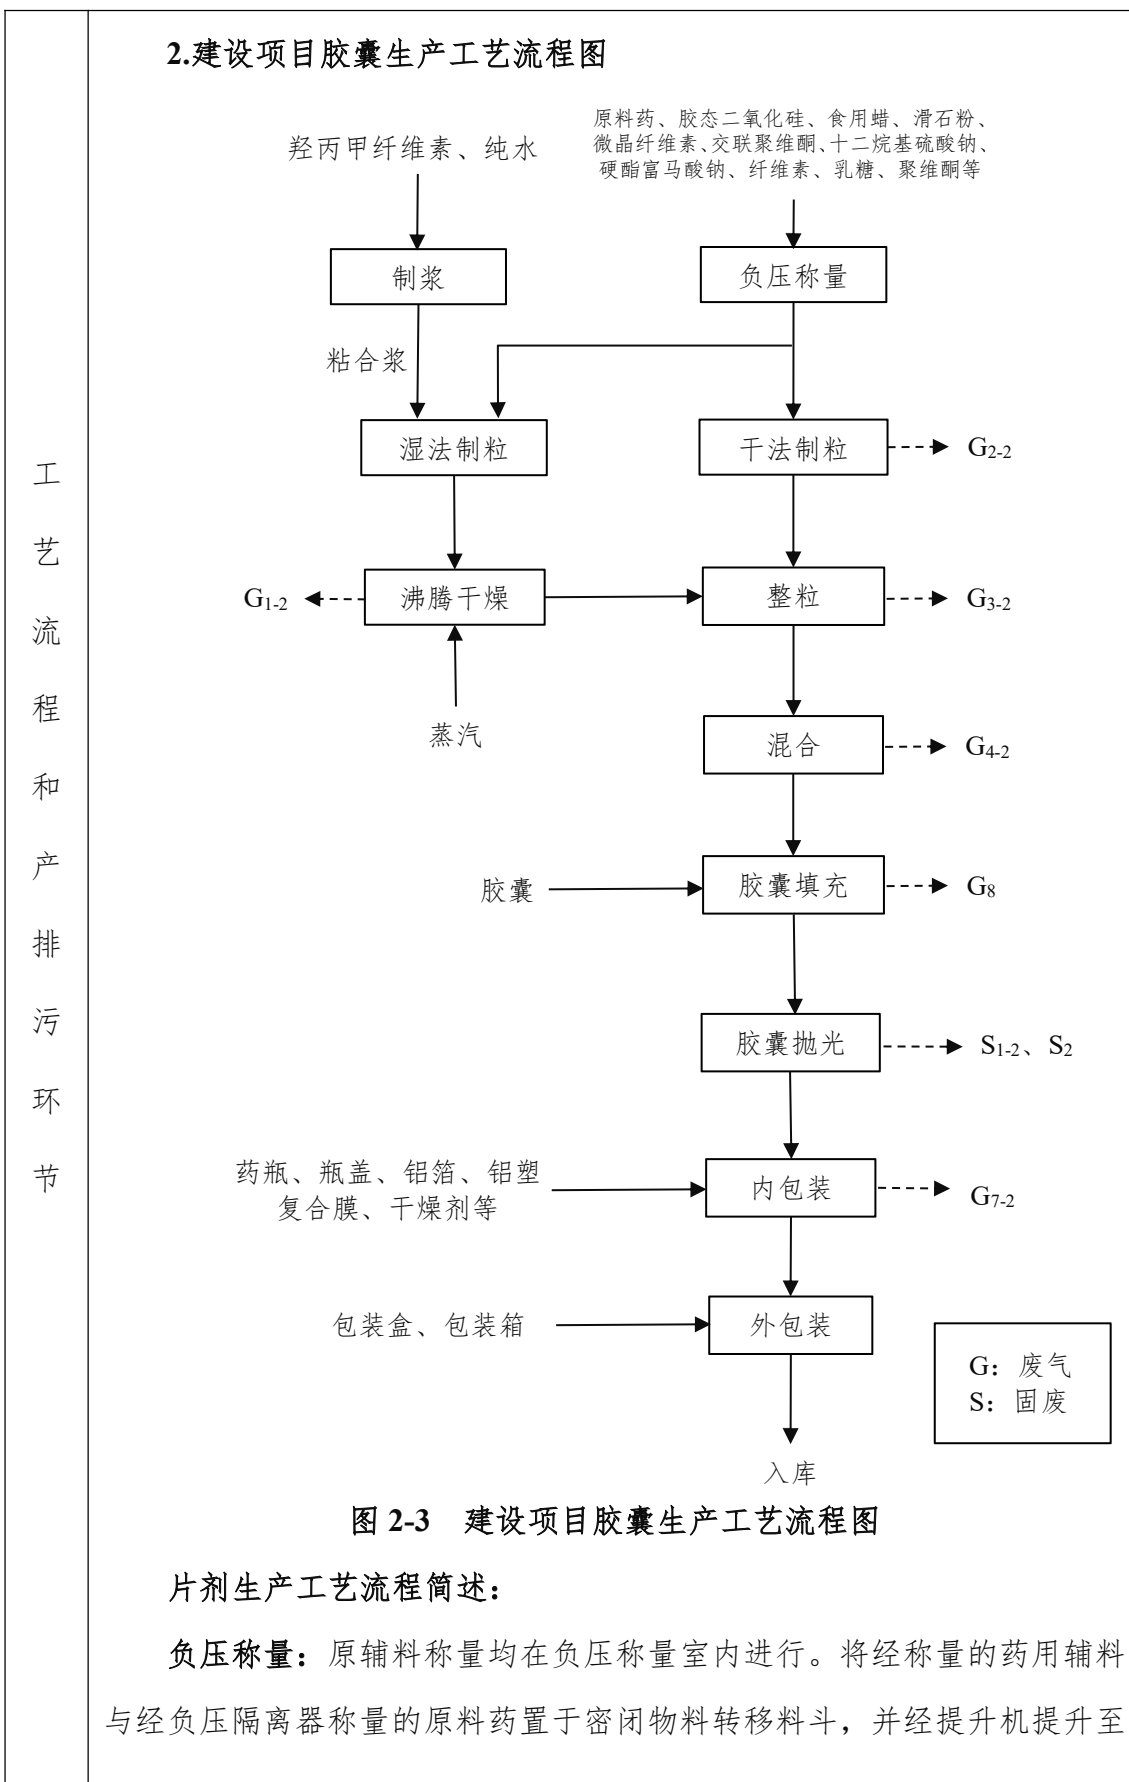 2.建设项目胶囊生产工艺流程图
羟丙甲纤维素、纯水
原料药、胶态二氧化硅、食用蜡、滑石粉、
微晶纤维素、交联聚维酮、十二烷基硫酸钠、
硬酯富马酸钠、纤维素、乳糖、聚维酮等
制浆
负压称量
粘合浆
湿法制粒
干法制粒
G2-2
G1-2
沸腾干燥
整粒
G3-2
蒸汽
混合
G4-2
胶囊
胶囊填充
G8
胶囊抛光
S1-2、S2
药瓶、瓶盖、铝箔、铝塑
复合膜、干燥剂等
内包装
G7-2
包装盒、包装箱
外包装
G：废气
S：固废
入库
图 2-3 建设项目胶囊生产工艺流程图
片剂生产工艺流程简述：
负压称量：原辅料称量均在负压称量室内进行。将经称量的药用辅料
与经负压隔离器称量的原料药置于密闭物料转移料斗，并经提升机提升至
工
艺
流
程
和
产
排
污
环
节